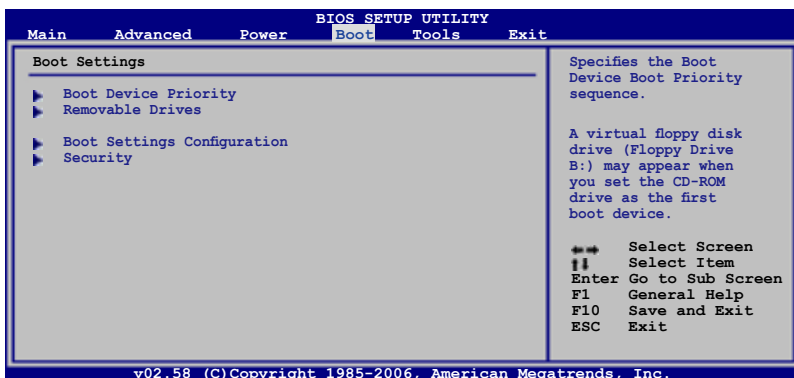 BIOS SETUP UTILITY
Main Advanced Power Boot Tools Exit
Boot Settings
Boot Device Priority
Removable Drives
Boot Settings Configuration
Security
Specifies the Boot
Device Boot Priority
sequence.
A virtual floppy disk
drive (Floppy Drive
B:) may appear when
you set the CD-ROM
drive as the first
boot device.
Select Screen
Select Item
Enter Go to Sub Screen
F1 General Help
F10 Save and Exit
ESC Exit
v02.58 (C)Copyright 1985-2006, American Megatrends, Inc.